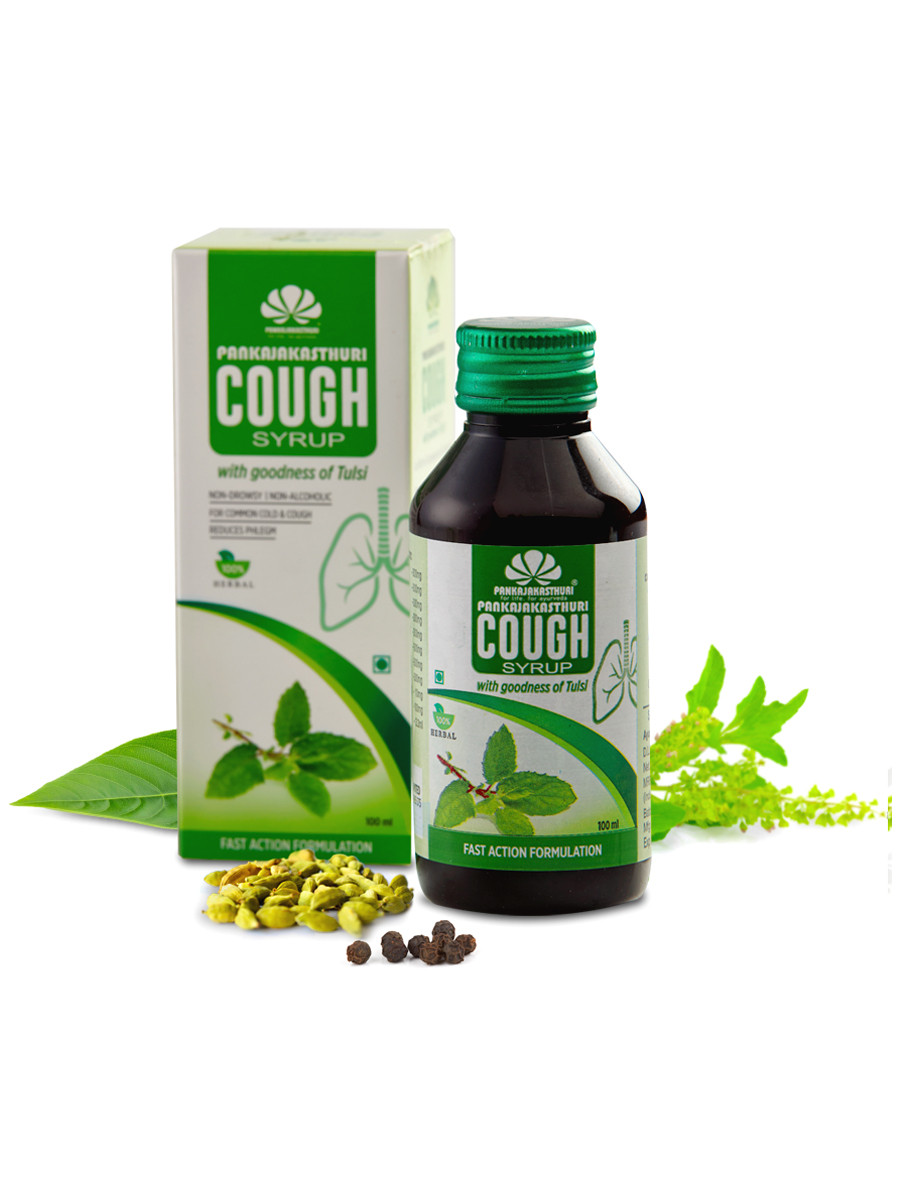 PANKAJAKASTHURI
PANKAJAKASTHURI
COUGH
SYRUP
with goodness of Tulsi
NON-DROWSY | NON-ALCOHOLIC
FOR COMMON COLD & COUGH
REDUCES PHLEGM
100%
HERBAL
100 ml
FAST ACTION FORMULATION
PANKAJAKASTHURI®
for life. for ayurveda
PANKAJAKASTHURI
COUGH
SYRUP
with goodness of Tulsi
100%
HERBAL
100 ml
FAST ACTION FORMULATION